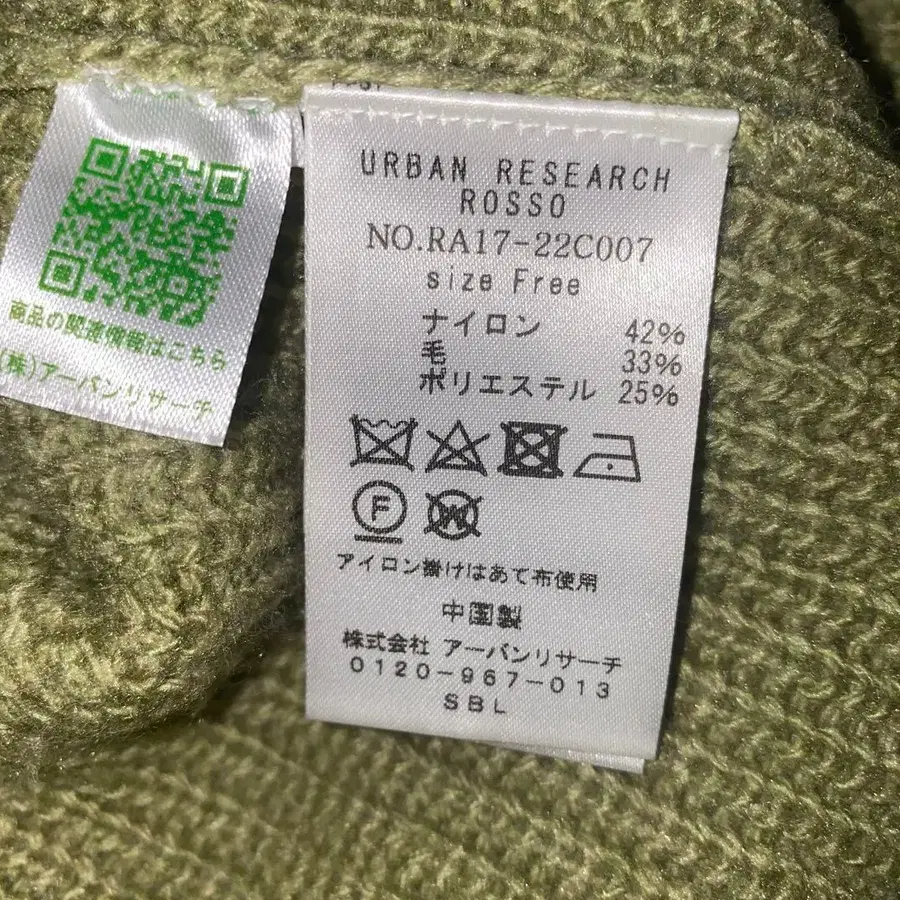 商品の関連情報はこちら
(株)アーバンリサーチ
URBAN RESEARCH
ROSSO
NO.RA17-22C007
size Free
ナイロン 42%
毛 33%
ポリエステル 25%
F
W
アイロン掛けはあて布使用
中国製
株式会社 アーバンリサーチ
0120-967-013
SBL